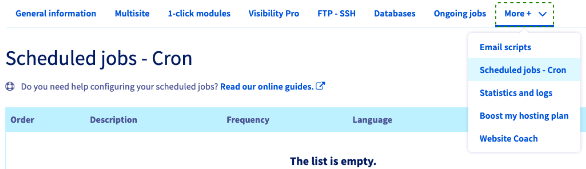 General information Multisite 1-click modules Visibility Pro FTP - SSH Databases Ongoing jobs More +
Email scripts
Scheduled jobs - Cron
Statistics and logs
Boost my hosting plan
Website Coach
Scheduled jobs - Cron
Do you need help configuring your scheduled jobs? Read our online guides.
Order Description Frequency Language
The list is empty.